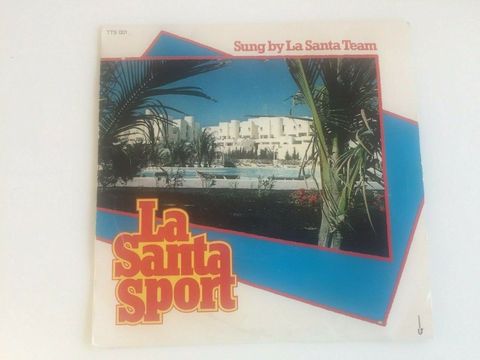 TTS 001
Sung by La Santa Team
La
Santa
Sport